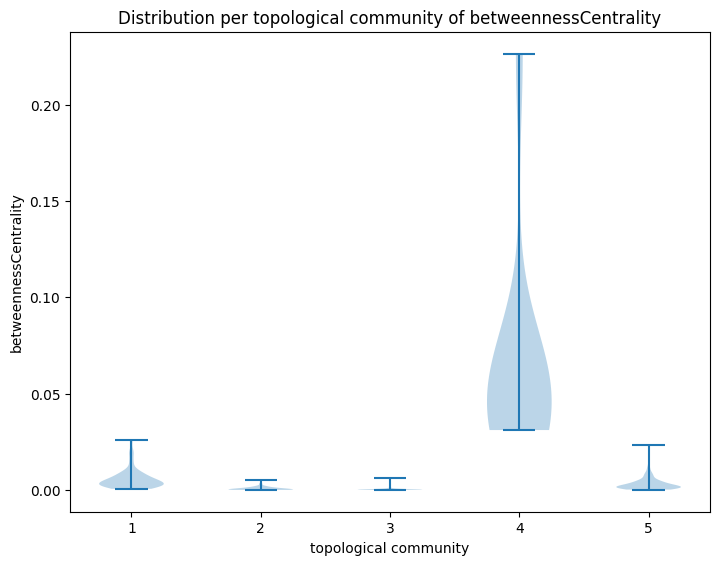 Distribution per topological community of betweennessCentrality
betweennessCentrality
0.20
0.15
0.10
0.05
0.00
1 2 3 4 5
topological community